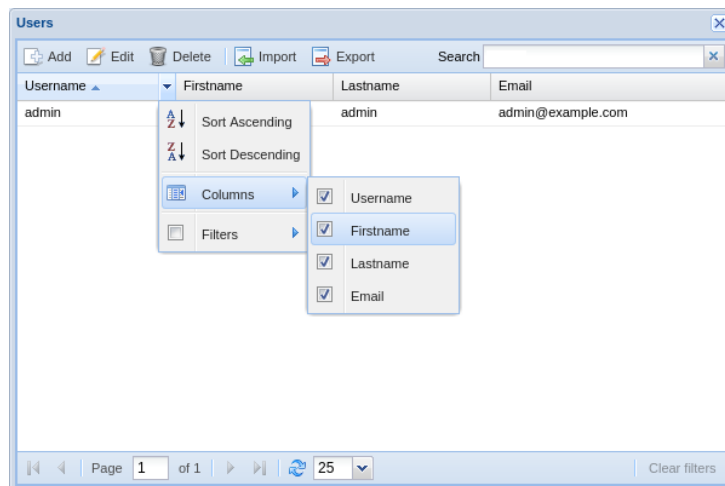 Users
Add Edit Delete Import Export Search
Username Firstname Lastname Email
admin admin admin@example.com
Sort Ascending
Sort Descending
Columns
Filters
Username
Firstname
Lastname
Email
Page 1 of 1 25 Clear filters